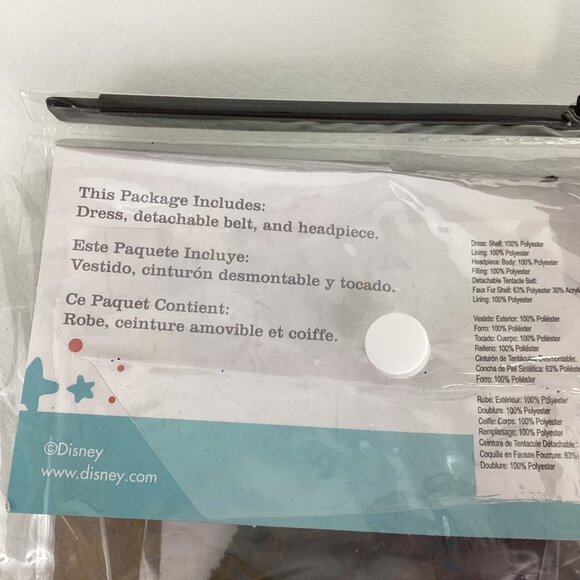 This Package Includes:
Dress, detachable belt, and headpiece.
Este Paquete Incluye:
Vestido, cinturón desmontable y tocado.
Ce Paquet Contient:
Robe, ceinture amovible et coiffe.
©Disney
www.disney.com
Dress: Shell: 100% Polyester
Lining: 100% Polyester
Headpiece: Body: 100% Polyester
Filling: 100% Polyester
Detachable Tentacle Belt:
Faux Fur Shell: 63% Polyester 30%
Lining: 100% Polyester
Vestido: Exterior: 100% Poliéster
Forro: 100% Poliéster
Tocado: Cuerpo: 100% Poliéster
Relleno: 100% Poliéster
Cinturón de Tentáculos Desmontable:
Concha de Piel Sintética: 63%
Forro: 100% Poliéster
Robe: Extérieur: 100% Polyester
Doublure: 100% Polyester
Coiffe: Corps: 100% Polyester
Remplissage: 100% Polyester
Ceinture de Tentacule Détachable:
Coquille en Fausse Fourrure: 63%
Doublure: 100% Polyester